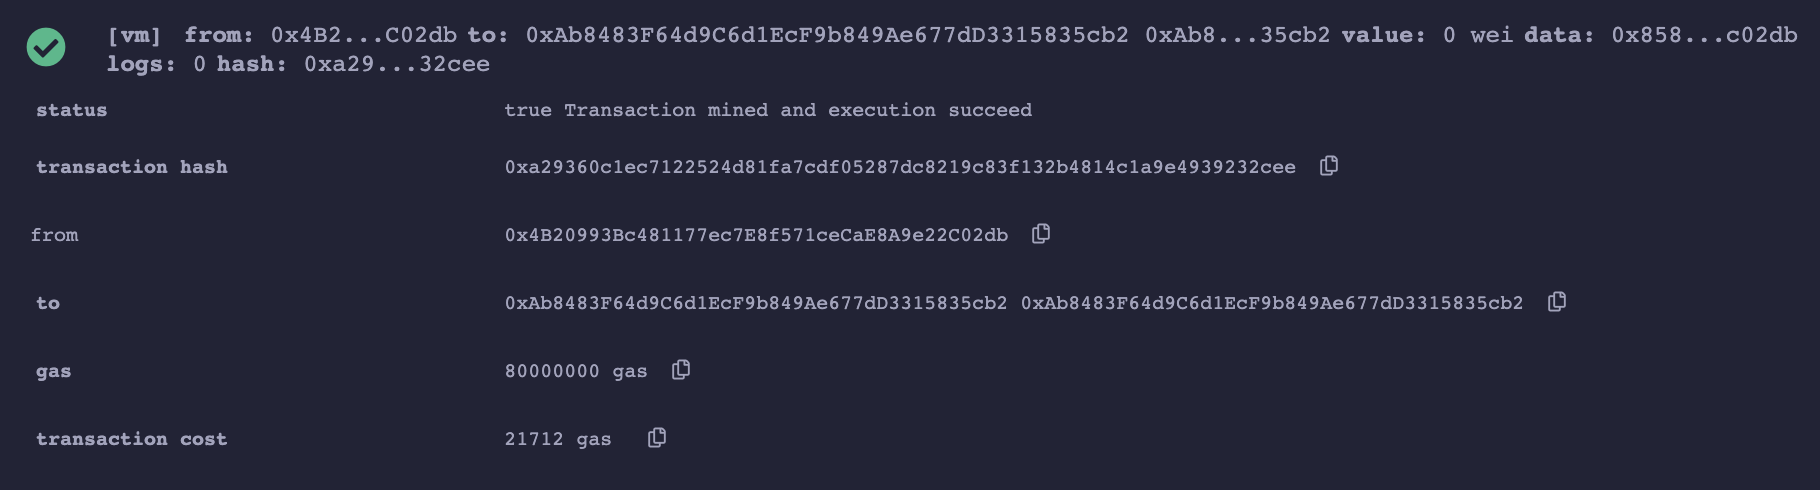 [vm] from: 0x4B2...C02db to: 0xAb8483F64d9C6d1EcF9b849Ae677dD3315835cb2 0xAb8...35cb2 value: 0 wei data: 0x858...c02db
logs: 0 hash: 0xa29...32cee
status true Transaction mined and execution succeed
transaction hash 0xa29360c1ec7122524d81fa7cdf05287dc8219c83f132b4814c1a9e4939232cee
from 0x4B20993Bc481177ec7E8f571ceCaE8A9e22C02db
to 0xAb8483F64d9C6d1EcF9b849Ae677dD3315835cb2 0xAb8483F64d9C6d1EcF9b849Ae677dD3315835cb2
gas 80000000 gas
transaction cost 21712 gas